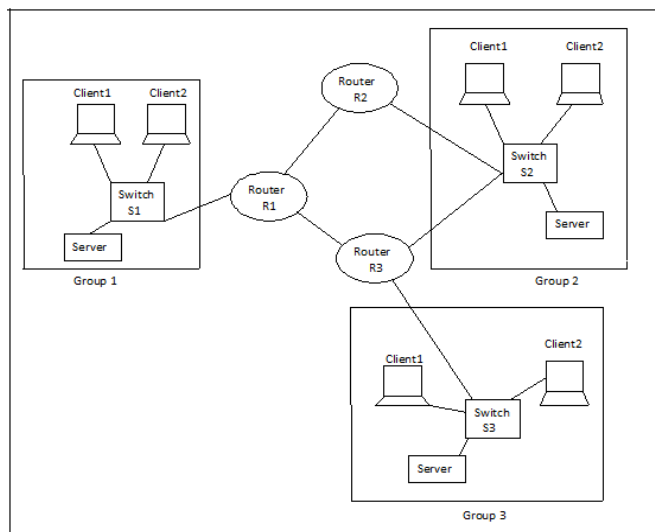 Client1
Client2
Switch
S1
Server
Group 1
Router
R1
Router
R2
Router
R3
Client1
Client2
Switch
S2
Server
Group 2
Client1
Client2
Switch
S3
Server
Group 3